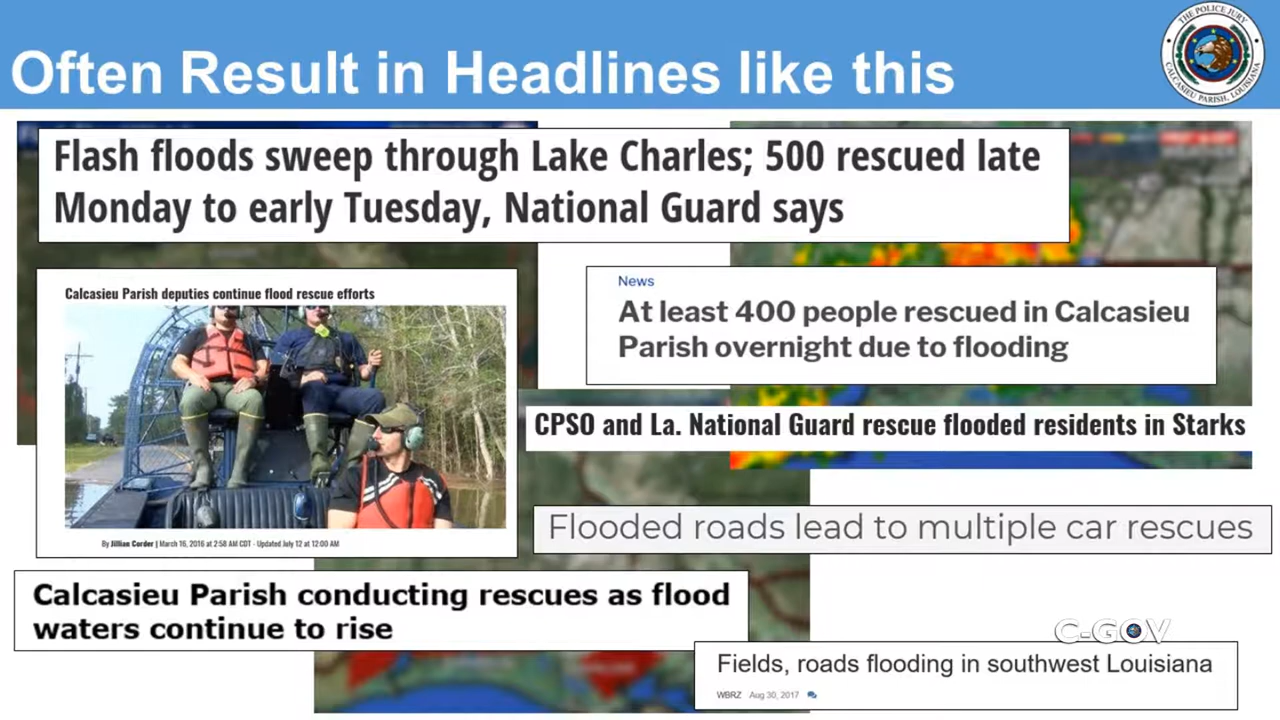 Often Result in Headlines like this
THE POLICE JURY
CALCASIEU PARISH, LOUISIANA
Flash floods sweep through Lake Charles; 500 rescued late
Monday to early Tuesday, National Guard says
Calcasieu Parish deputies continue flood rescue efforts
By Jillian Corder | March 16, 2016 at 2:58 AM CDT - Updated July 12 at 12:00 AM
News
At least 400 people rescued in Calcasieu
Parish overnight due to flooding
CPSO and La. National Guard rescue flooded residents in Starks
Flooded roads lead to multiple car rescues
Calcasieu Parish conducting rescues as flood
waters continue to rise
C-GOV
Fields, roads flooding in southwest Louisiana
WBRZ Aug 30, 2017